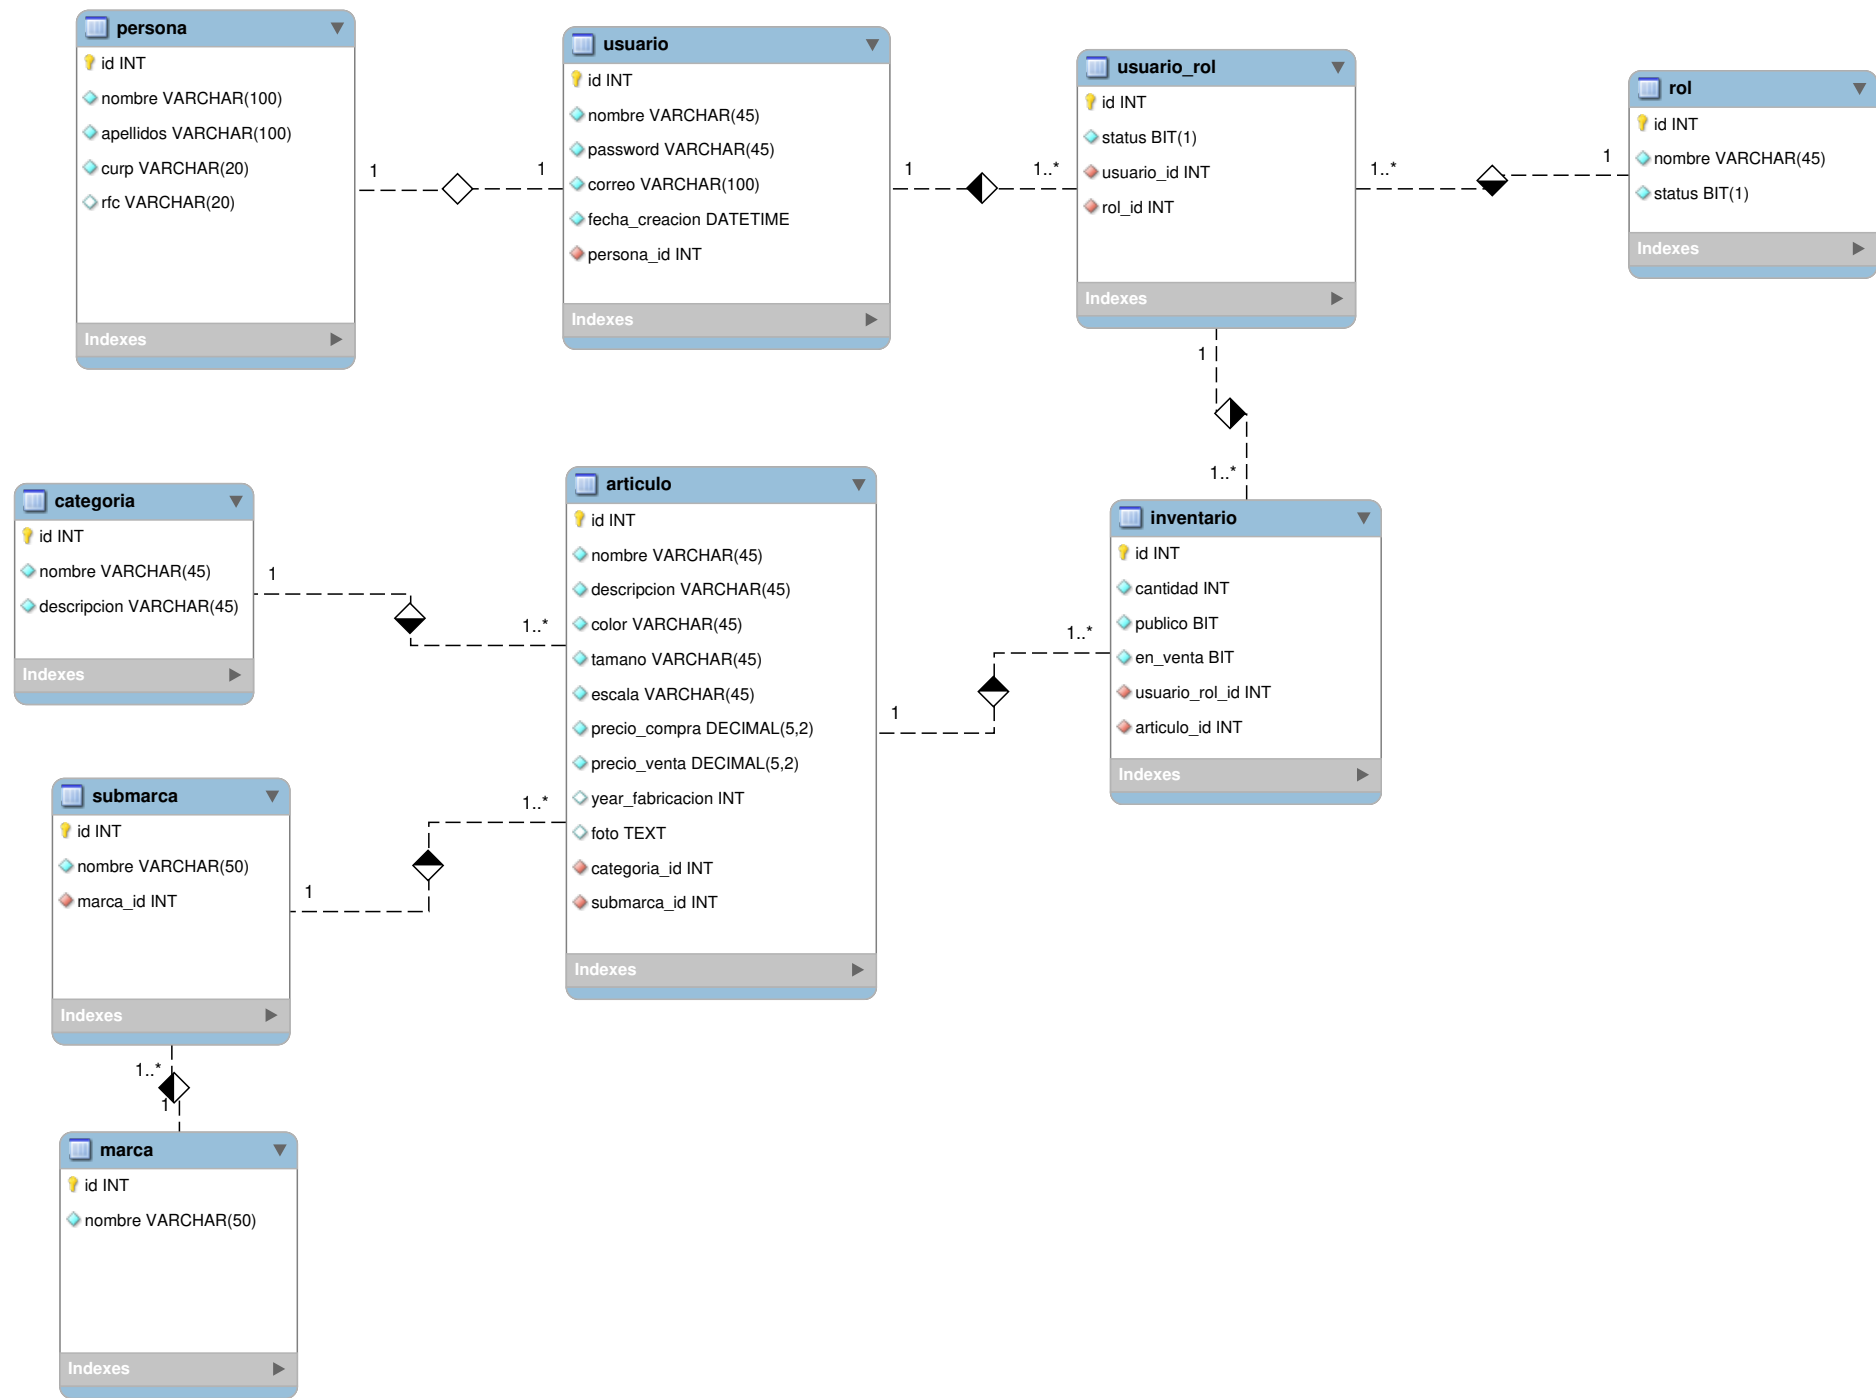 persona
id INT
nombre VARCHAR(100)
apellidos VARCHAR(100)
curp VARCHAR(20)
rfc VARCHAR(20)
Indexes
1
1
usuario
id INT
nombre VARCHAR(45)
password VARCHAR(45)
correo VARCHAR(100)
fecha_creacion DATETIME
persona_id INT
Indexes
1
1..*
usuario_rol
id INT
status BIT(1)
usuario_id INT
rol_id INT
Indexes
1..*
1
rol
id INT
nombre VARCHAR(45)
status BIT(1)
Indexes
1
1..*
categoria
id INT
nombre VARCHAR(45)
descripcion VARCHAR(45)
Indexes
1
1..*
articulo
id INT
nombre VARCHAR(45)
descripcion VARCHAR(45)
color VARCHAR(45)
tamano VARCHAR(45)
escala VARCHAR(45)
precio_compra DECIMAL(5,2)
precio_venta DECIMAL(5,2)
year_fabricacion INT
foto TEXT
categoria_id INT
submarca_id INT
Indexes
1
1..*
inventario
id INT
cantidad INT
publico BIT
en_venta BIT
usuario_rol_id INT
articulo_id INT
Indexes
submarca
id INT
nombre VARCHAR(50)
marca_id INT
Indexes
1
1..*
1..*
1
marca
id INT
nombre VARCHAR(50)
Indexes